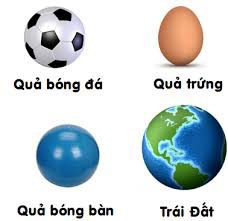 Quả bóng đá
Quả trứng
Quả bóng bàn
Trái Đất